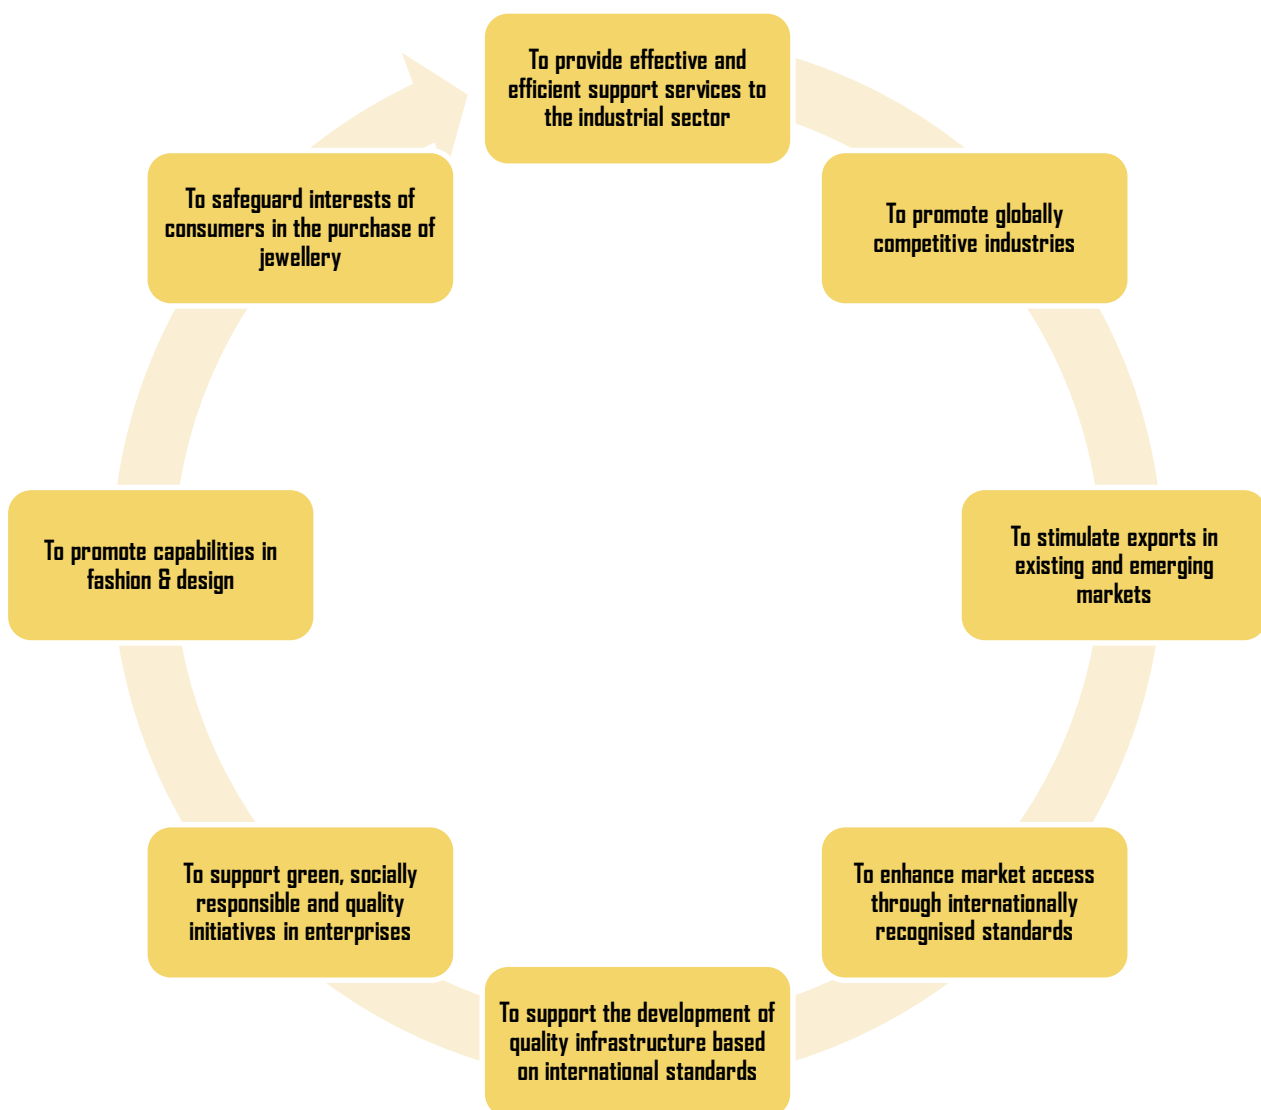 To provide effective and
efficient support services to
the industrial sector
To promote globally
competitive industries
To stimulate exports in
existing and emerging
markets
To enhance market access
through internationally
recognised standards
To support the development of
quality infrastructure based
on international standards
To support green, socially
responsible and quality
initiatives in enterprises
To promote capabilities in
fashion & design
To safeguard interests of
consumers in the purchase of
jewellery